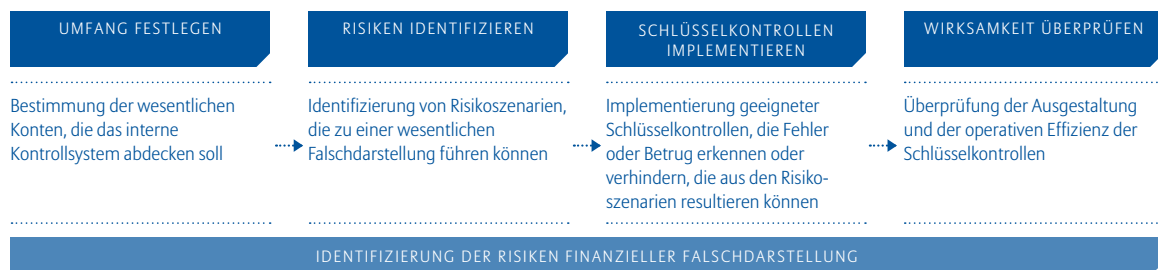 UMFANG FESTLEGEN
Bestimmung der wesentlichen
Konten, die das interne
Kontrollsystem abdecken soll
RISIKEN IDENTIFIZIEREN
Identifizierung von Risikoszenarien,
die zu einer wesentlichen
Falschdarstellung führen können
SCHLÜSSELKONTROLLEN
IMPLEMENTIEREN
Implementierung geeigneter
Schlüsselkontrollen, die Fehler
oder Betrug erkennen oder
verhindern, die aus den Risiko-
szenarien resultieren können
WIRKSAMKEIT ÜBERPRÜFEN
Überprüfung der Ausgestaltung
und der operativen Effizienz der
Schlüsselkontrollen
IDENTIFIZIERUNG DER RISIKEN FINANZIELLER FALSCHDARSTELLUNG